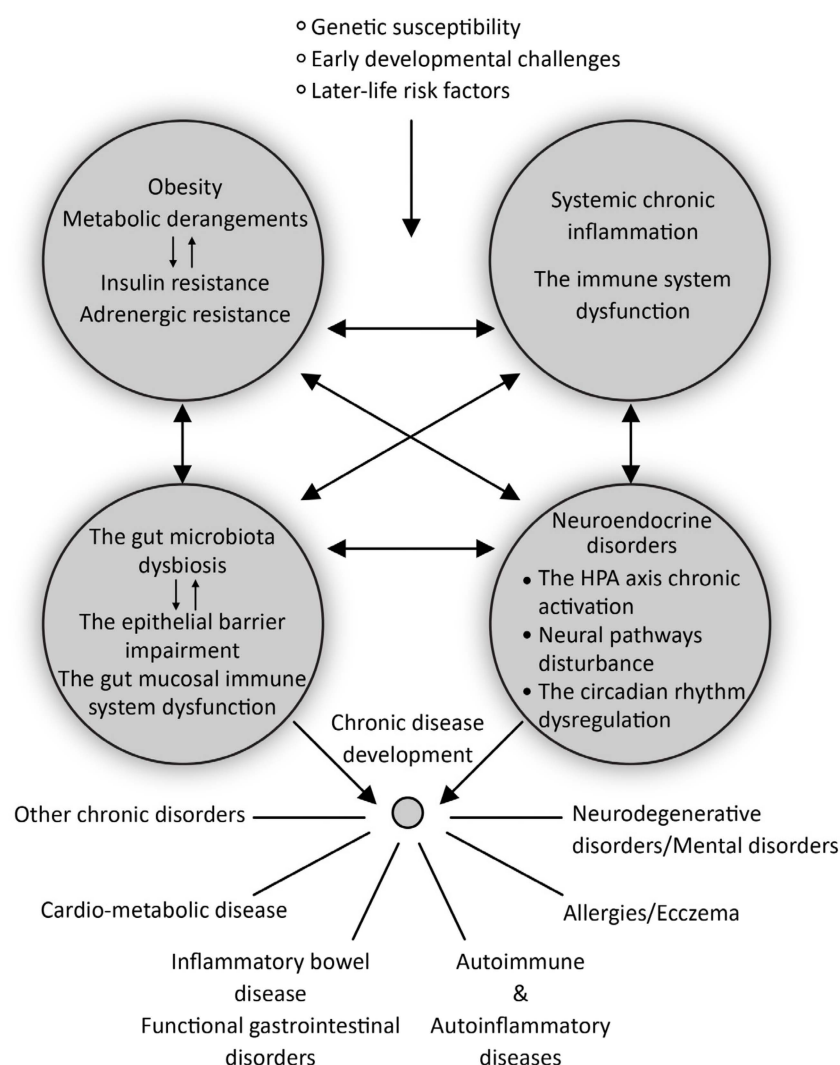 Genetic susceptibility
Early developmental challenges
Later-life risk factors
Obesity
Metabolic derangements
Insulin resistance
Adrenergic resistance
Systemic chronic
inflammation
The immune system
dysfunction
The gut microbiota
dysbiosis
The epithelial barrier
impairment
The gut mucosal immune
system dysfunction
Neuroendocrine
disorders
• The HPA axis chronic
activation
• Neural pathways
disturbance
• The circadian rhythm
dysregulation
Chronic disease
development
Other chronic disorders
Neurodegenerative
disorders/Mental disorders
Cardio-metabolic disease
Allergies/Ecczema
Inflammatory bowel
disease
Functional gastrointestinal
disorders
Autoimmune
&
Autoinflammatory
diseases